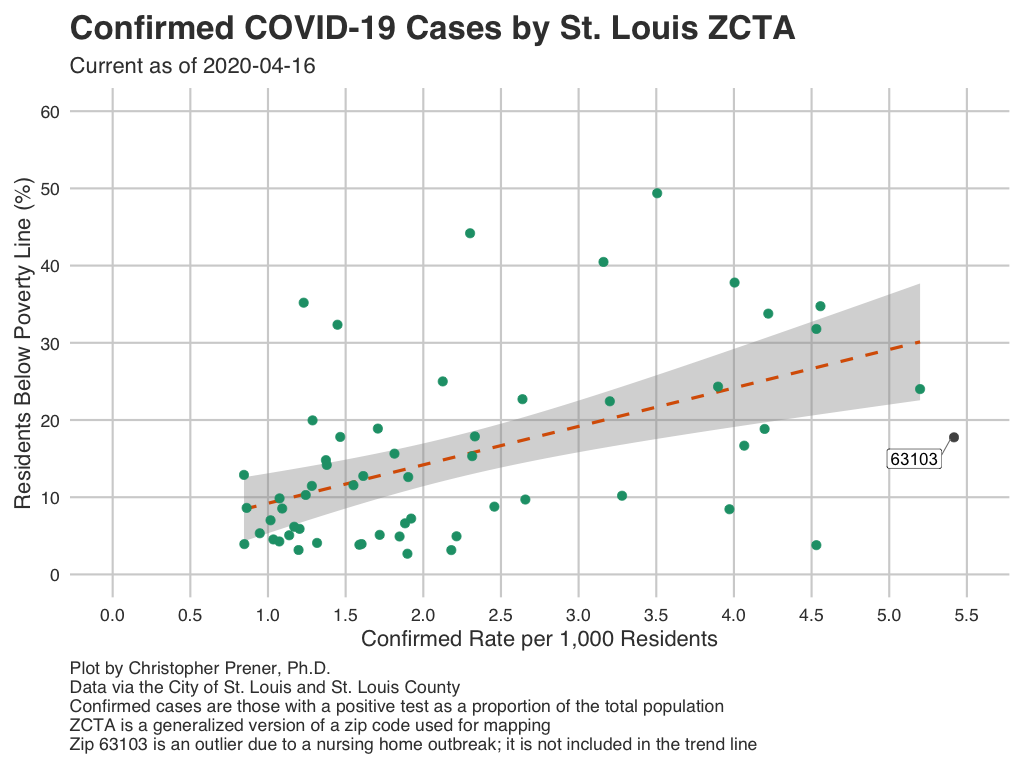 Confirmed COVID-19 Cases by St. Louis ZCTA
Current as of 2020-04-16
Residents Below Poverty Line (%)
60
50
40
30
20
10
0
63103
0.0 0.5 1.0 1.5 2.0 2.5 3.0 3.5 4.0 4.5 5.0 5.5
Confirmed Rate per 1,000 Residents
Plot by Christopher Prener, Ph.D.
Data via the City of St. Louis and St. Louis County
Confirmed cases are those with a positive test as a proportion of the total population
ZCTA is a generalized version of a zip code used for mapping
Zip 63103 is an outlier due to a nursing home outbreak; it is not included in the trend line